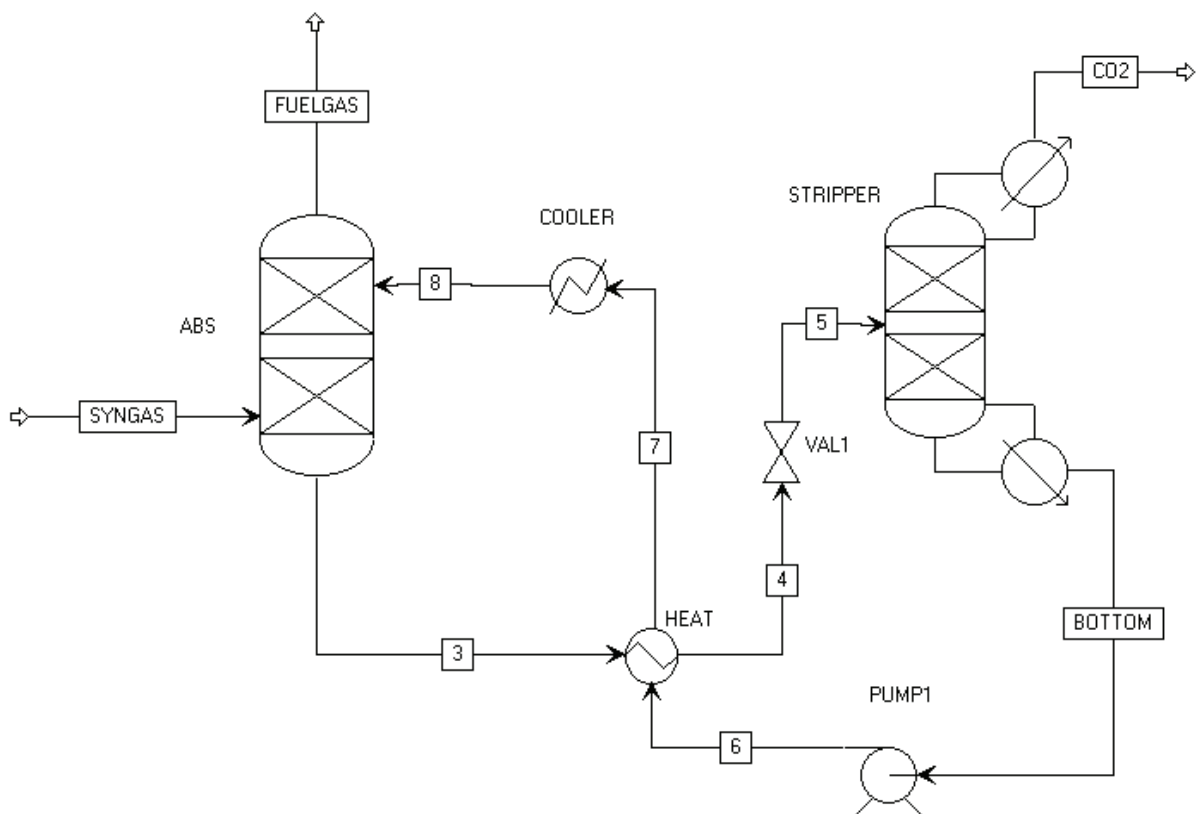 CO2
FUELGAS
STRIPPER
COOLER
8
5
ABS
SYNGAS
7
VAL1
4
HEAT
BOTTOM
3
PUMP1
6